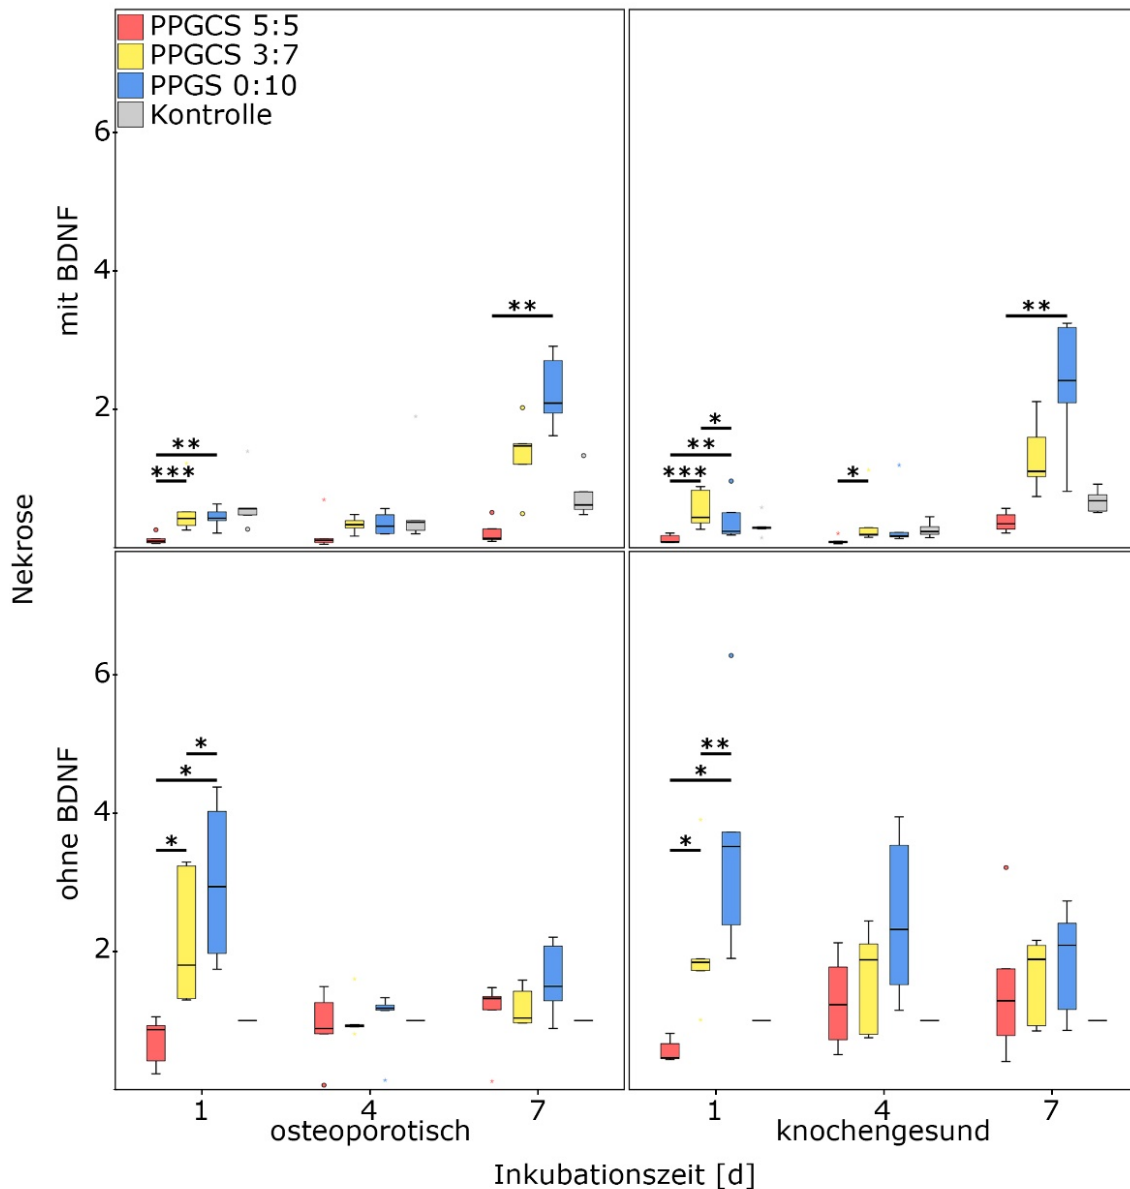 PPGCS 5:5
PPGCS 3:7
PPGS 0:10
Kontrolle
Nekrose
mit BDNF
6
4
2
**
***
**
*
**
***
*
**
ohne BDNF
6
4
2
*
*
*
**
*
*
1
4
7
1
4
7
osteoporotisch
knochengesund
Inkubationszeit [d]